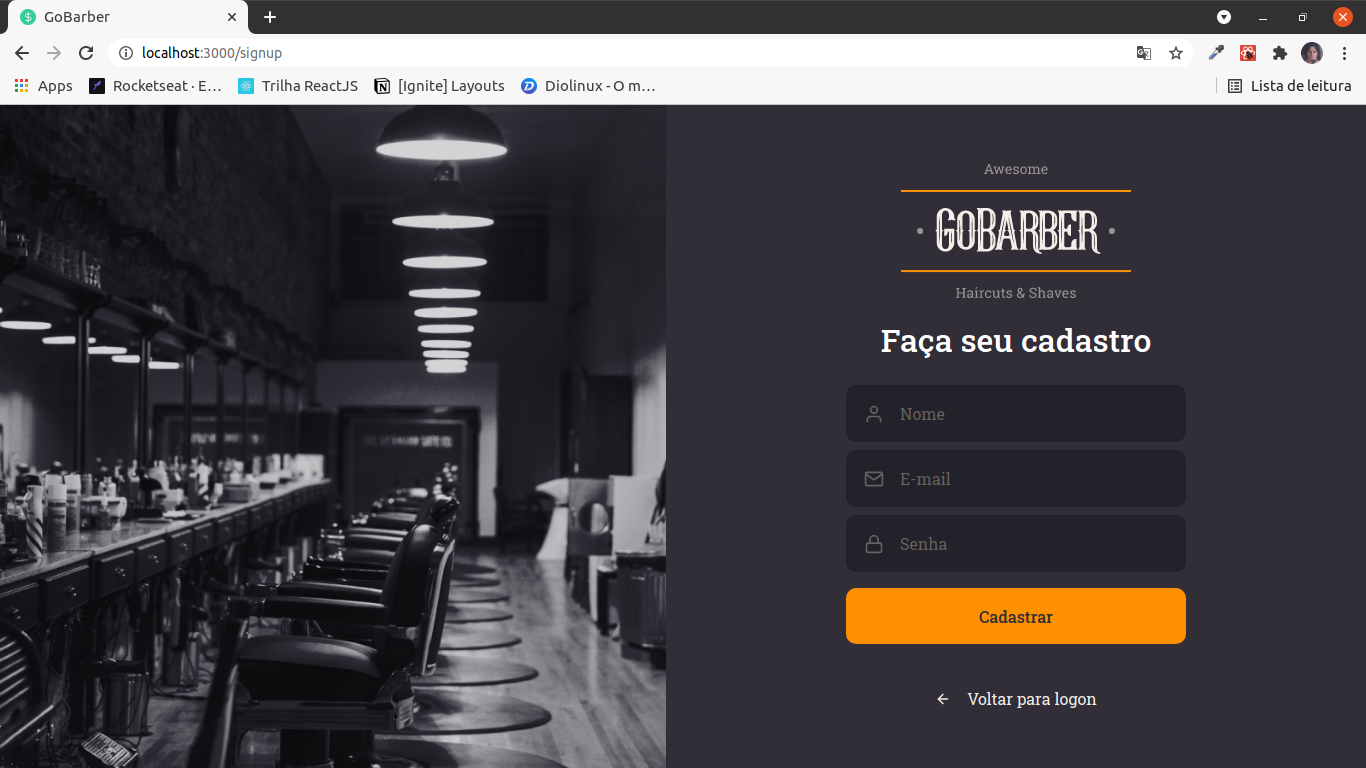 GoBarber
localhost:3000/signup
Apps
Rocketseat · E…
Trilha ReactJS
[Ignite] Layouts
Diolinux - O m…
Lista de leitura
Awesome
GOBARBER
Haircuts & Shaves
Faça seu cadastro
Nome
E-mail
Senha
Cadastrar
Voltar para logon